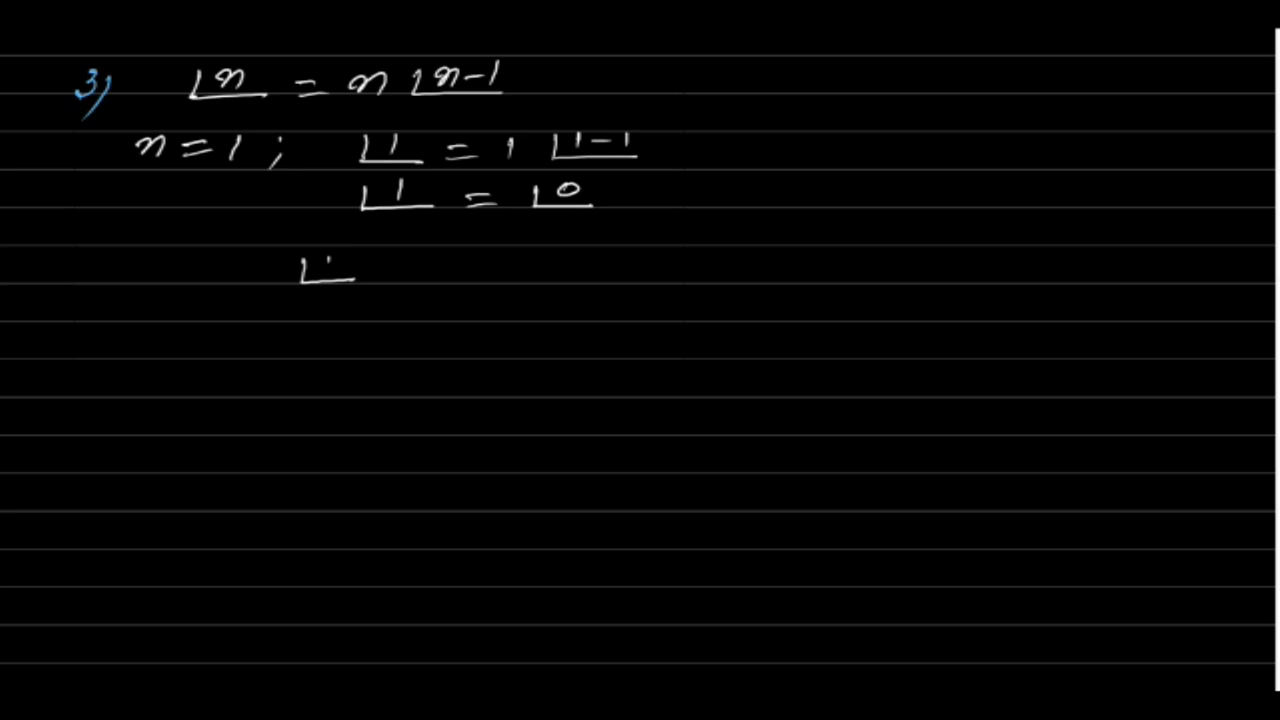 3) ⌊n = n ⌊n-1
n = 1 ; ⌊1 = 1 ⌊1-1
⌊1 = ⌊0
⌊